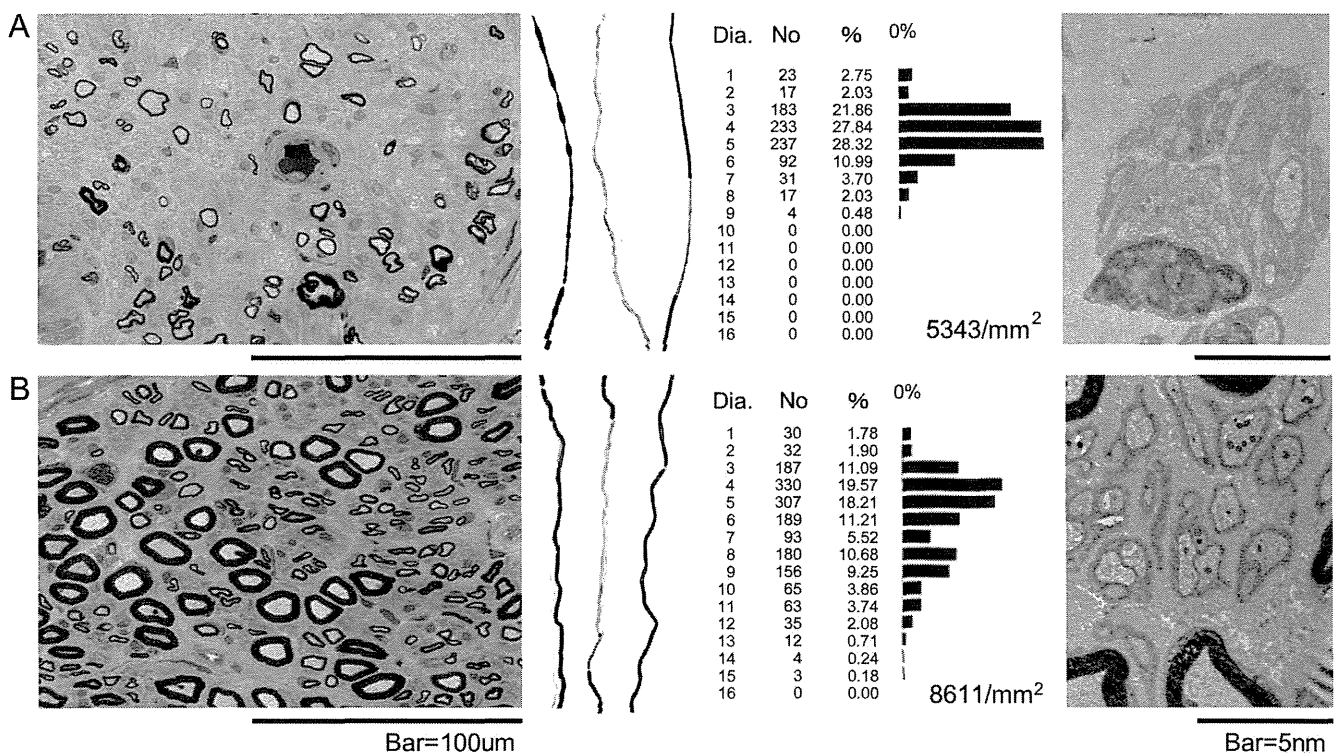 A
Dia. No % 0%
1 23 2.75
2 17 2.03
3 183 21.86
4 233 27.84
5 237 28.32
6 92 10.99
7 31 3.70
8 17 2.03
9 4 0.48
10 0 0.00
11 0 0.00
12 0 0.00
13 0 0.00
14 0 0.00
15 0 0.00
16 0 0.00
5343/mm²
B
Dia. No % 0%
1 30 1.78
2 32 1.90
3 187 11.09
4 330 19.57
5 307 18.21
6 189 11.21
7 93 5.52
8 180 10.68
9 156 9.25
10 65 3.86
11 63 3.74
12 35 2.08
13 12 0.71
14 4 0.24
15 3 0.18
16 0 0.00
8611/mm²
Bar=100um
Bar=5nm